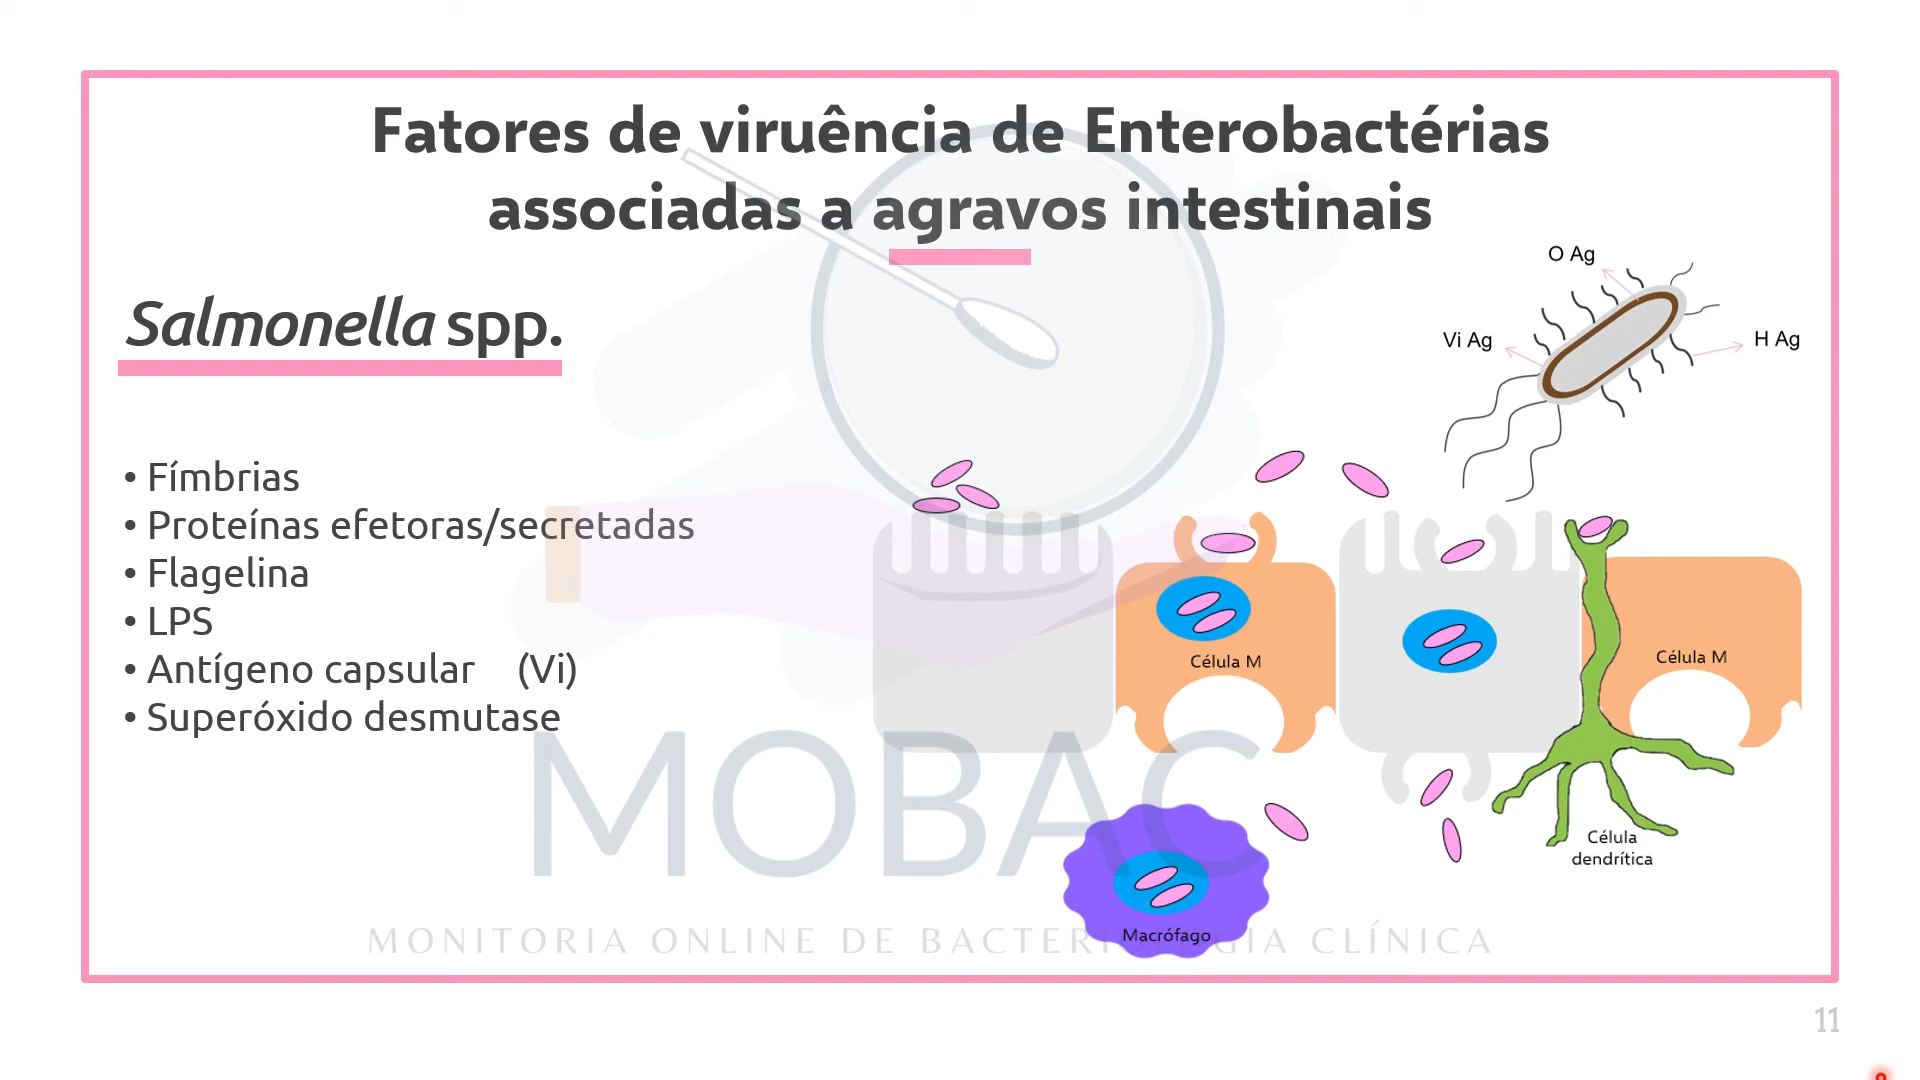 Fatores de viruência de Enterobactérias
associadas a agravos intestinais
Salmonella spp.
• Fímbrias
• Proteínas efetoras/secretadas
• Flagelina
• LPS
• Antígeno capsular (Vi)
• Superóxido desmutase
O Ag
Vi Ag
H Ag
Célula M
Célula M
Célula
dendrítica
Macrófago
MOBAC
MONITORIA ONLINE DE BACTERIOLOGIA CLÍNICA
11